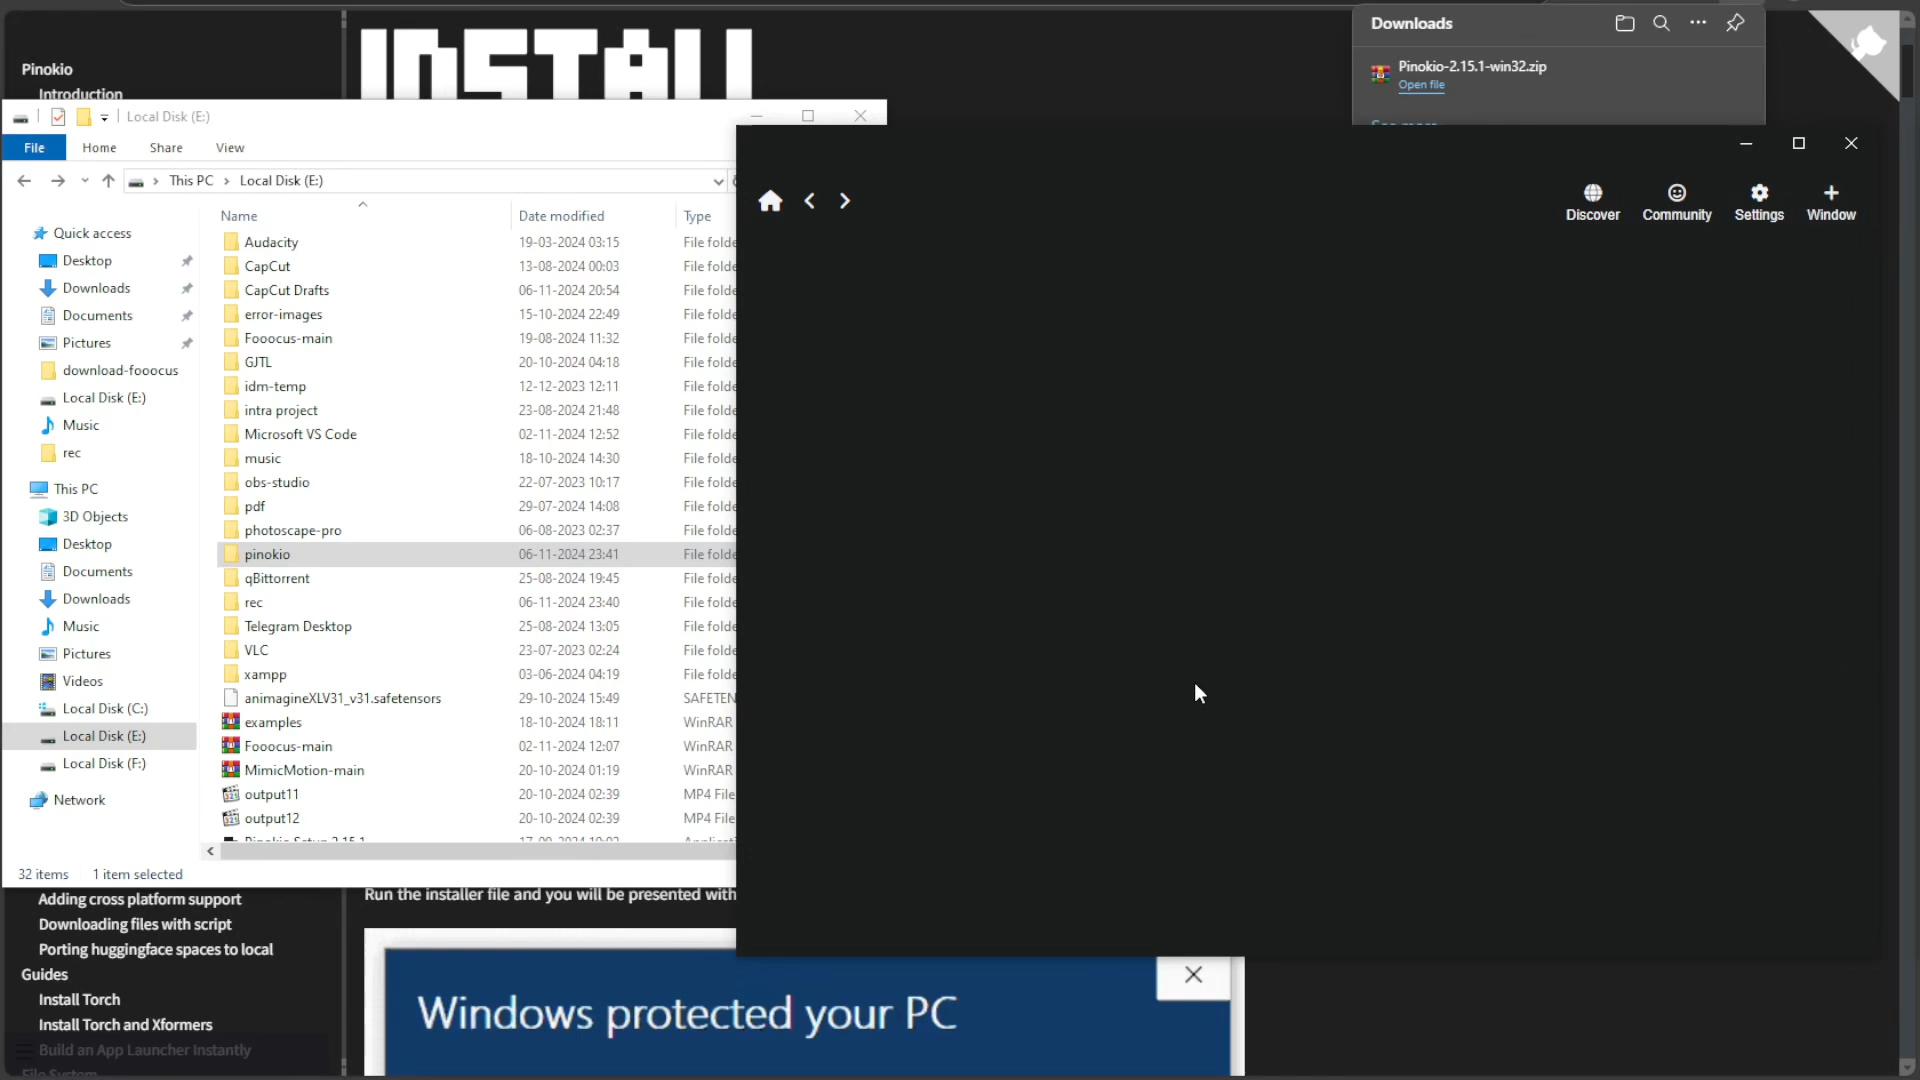 INSTALL
Pinokio
Introduction
Downloads
Pinokio-2.15.1-win32.zip
Open file
Local Disk (E:)
File Home Share View
This PC Local Disk (E:)
Name Date modified Type
Quick access
Desktop
Downloads
Documents
Pictures
download-fooocus
Local Disk (E:)
Music
rec
This PC
3D Objects
Desktop
Documents
Downloads
Music
Pictures
Videos
Local Disk (C:)
Local Disk (E:)
Local Disk (F:)
Network
Audacity 19-03-2024 03:15 File folde
CapCut 13-08-2024 00:03 File folde
CapCut Drafts 06-11-2024 20:54 File folde
error-images 15-10-2024 22:49 File folde
Fooocus-main 19-08-2024 11:32 File folde
GJTL 20-10-2024 04:18 File folde
idm-temp 12-12-2023 12:11 File folde
intra project 23-08-2024 21:48 File folde
Microsoft VS Code 02-11-2024 12:52 File folde
music 18-10-2024 14:30 File folde
obs-studio 22-07-2023 10:17 File folde
pdf 29-07-2024 14:08 File folde
photoscape-pro 06-08-2023 02:37 File folde
pinokio 06-11-2024 23:41 File folde
qBittorrent 25-08-2024 19:45 File folde
rec 06-11-2024 23:40 File folde
Telegram Desktop 25-08-2024 13:05 File folde
VLC 23-07-2023 02:24 File folde
xampp 03-06-2024 04:19 File folde
animagineXLV31_v31.safetensors 29-10-2024 15:49 SAFETEN
examples 18-10-2024 18:11 WinRAR
Fooocus-main 02-11-2024 12:07 WinRAR
MimicMotion-main 20-10-2024 01:19 WinRAR
output11 20-10-2024 02:39 MP4 File
output12 20-10-2024 02:39 MP4 File
32 items 1 item selected
Discover Community Settings Window
Adding cross platform support
Downloading files with script
Porting huggingface spaces to local
Guides
Install Torch
Install Torch and Xformers
Build an App Launcher Instantly
File System
Run the installer file and you will be presented with
Windows protected your PC